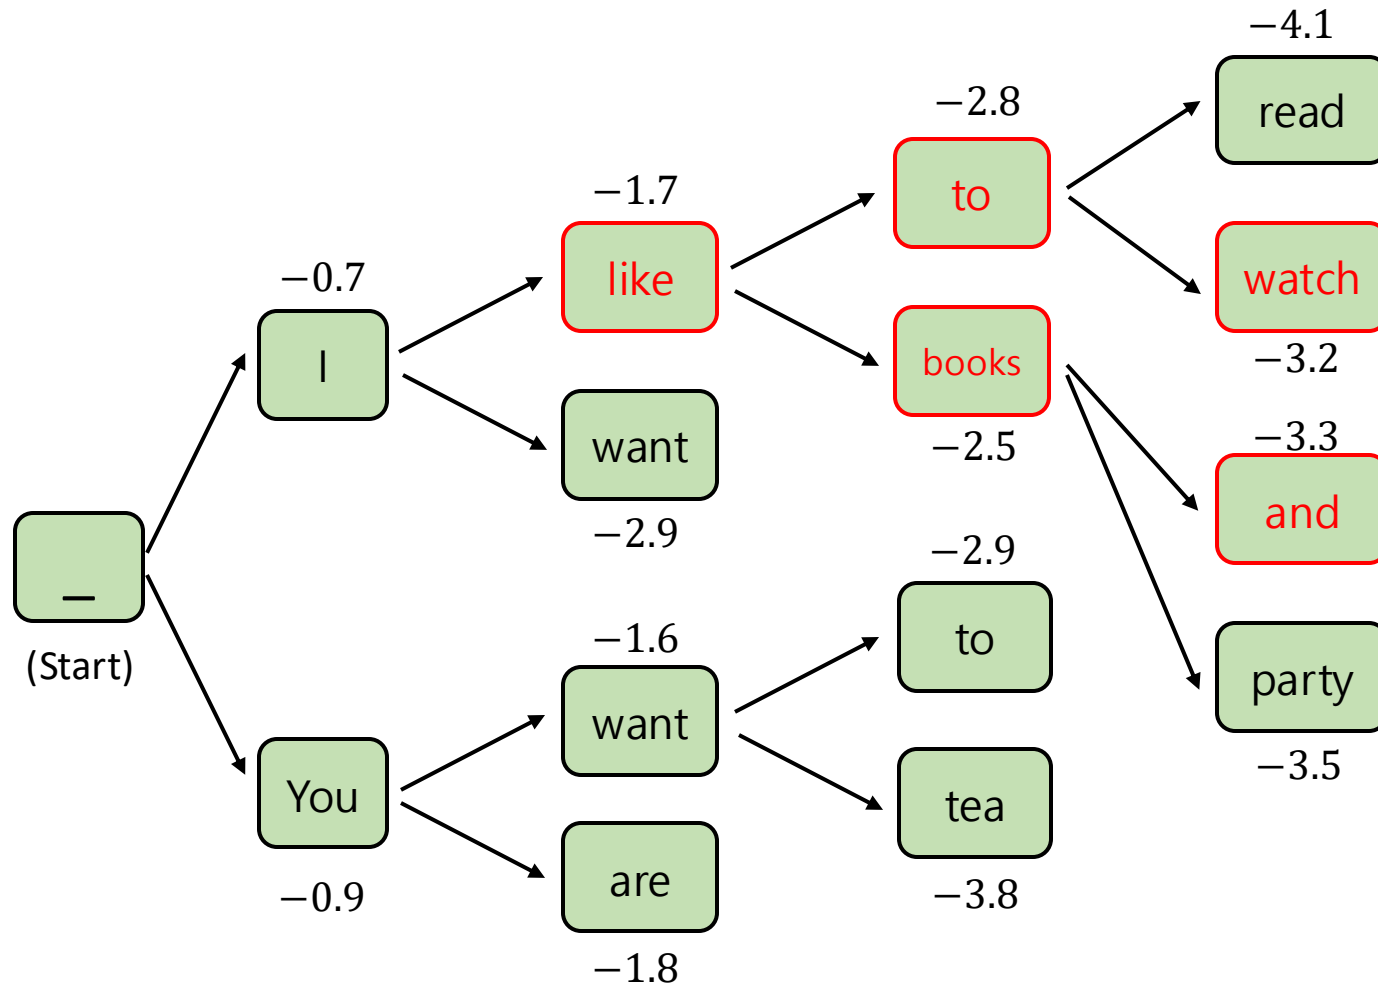 −4.1
read
−2.8
to
−1.7
like
watch
−3.2
−0.7
I
books
−2.5
want
−2.9
−3.3
and
_
(Start)
−2.9
to
−1.6
want
party
−3.5
You
−0.9
tea
−3.8
are
−1.8